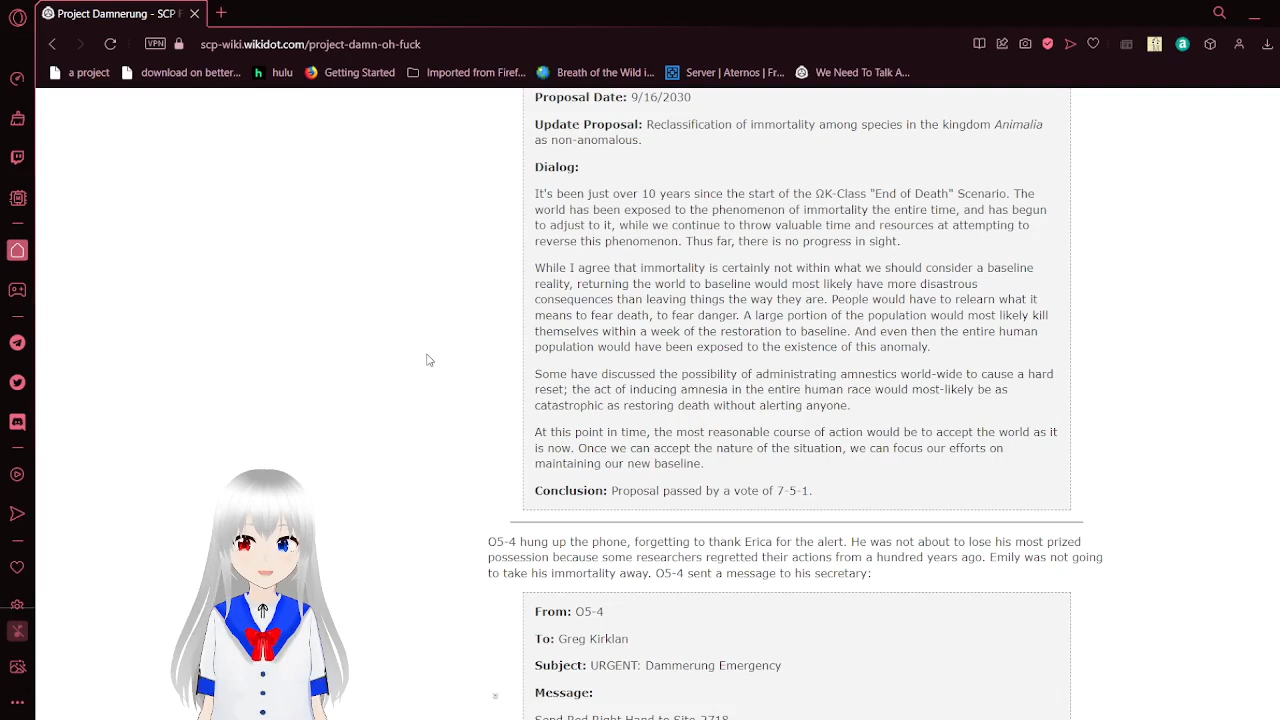 Project Damnerung - SCP F
scp-wiki.wikidot.com/project-damn-oh-fuck
VPN
a project
download on better...
hulu
Getting Started
Imported from Firef...
Breath of the Wild i...
Server | Aternos | Fr...
We Need To Talk A...
Proposal Date: 9/16/2030
Update Proposal: Reclassification of immortality among species in the kingdom Animalia
as non-anomalous.
Dialog:
It's been just over 10 years since the start of the ΩK-Class "End of Death" Scenario. The
world has been exposed to the phenomenon of immortality the entire time, and has begun
to adjust to it, while we continue to throw valuable time and resources at attempting to
reverse this phenomenon. Thus far, there is no progress in sight.
While I agree that immortality is certainly not within what we should consider a baseline
reality, returning the world to baseline would most likely have more disastrous
consequences than leaving things the way they are. People would have to relearn what it
means to fear death, to fear danger. A large portion of the population would most likely kill
themselves within a week of the restoration to baseline. And even then the entire human
population would have been exposed to the existence of this anomaly.
Some have discussed the possibility of administrating amnestics world-wide to cause a hard
reset; the act of inducing amnesia in the entire human race would most-likely be as
catastrophic as restoring death without alerting anyone.
At this point in time, the most reasonable course of action would be to accept the world as it
is now. Once we can accept the nature of the situation, we can focus our efforts on
maintaining our new baseline.
Conclusion: Proposal passed by a vote of 7-5-1.
O5-4 hung up the phone, forgetting to thank Erica for the alert. He was not about to lose his most prized
possession because some researchers regretted their actions from a hundred years ago. Emily was not going
to take his immortality away. O5-4 sent a message to his secretary:
From: O5-4
To: Greg Kirklan
Subject: URGENT: Dammerung Emergency
Message:
Send Red Right Hand to Site-2718